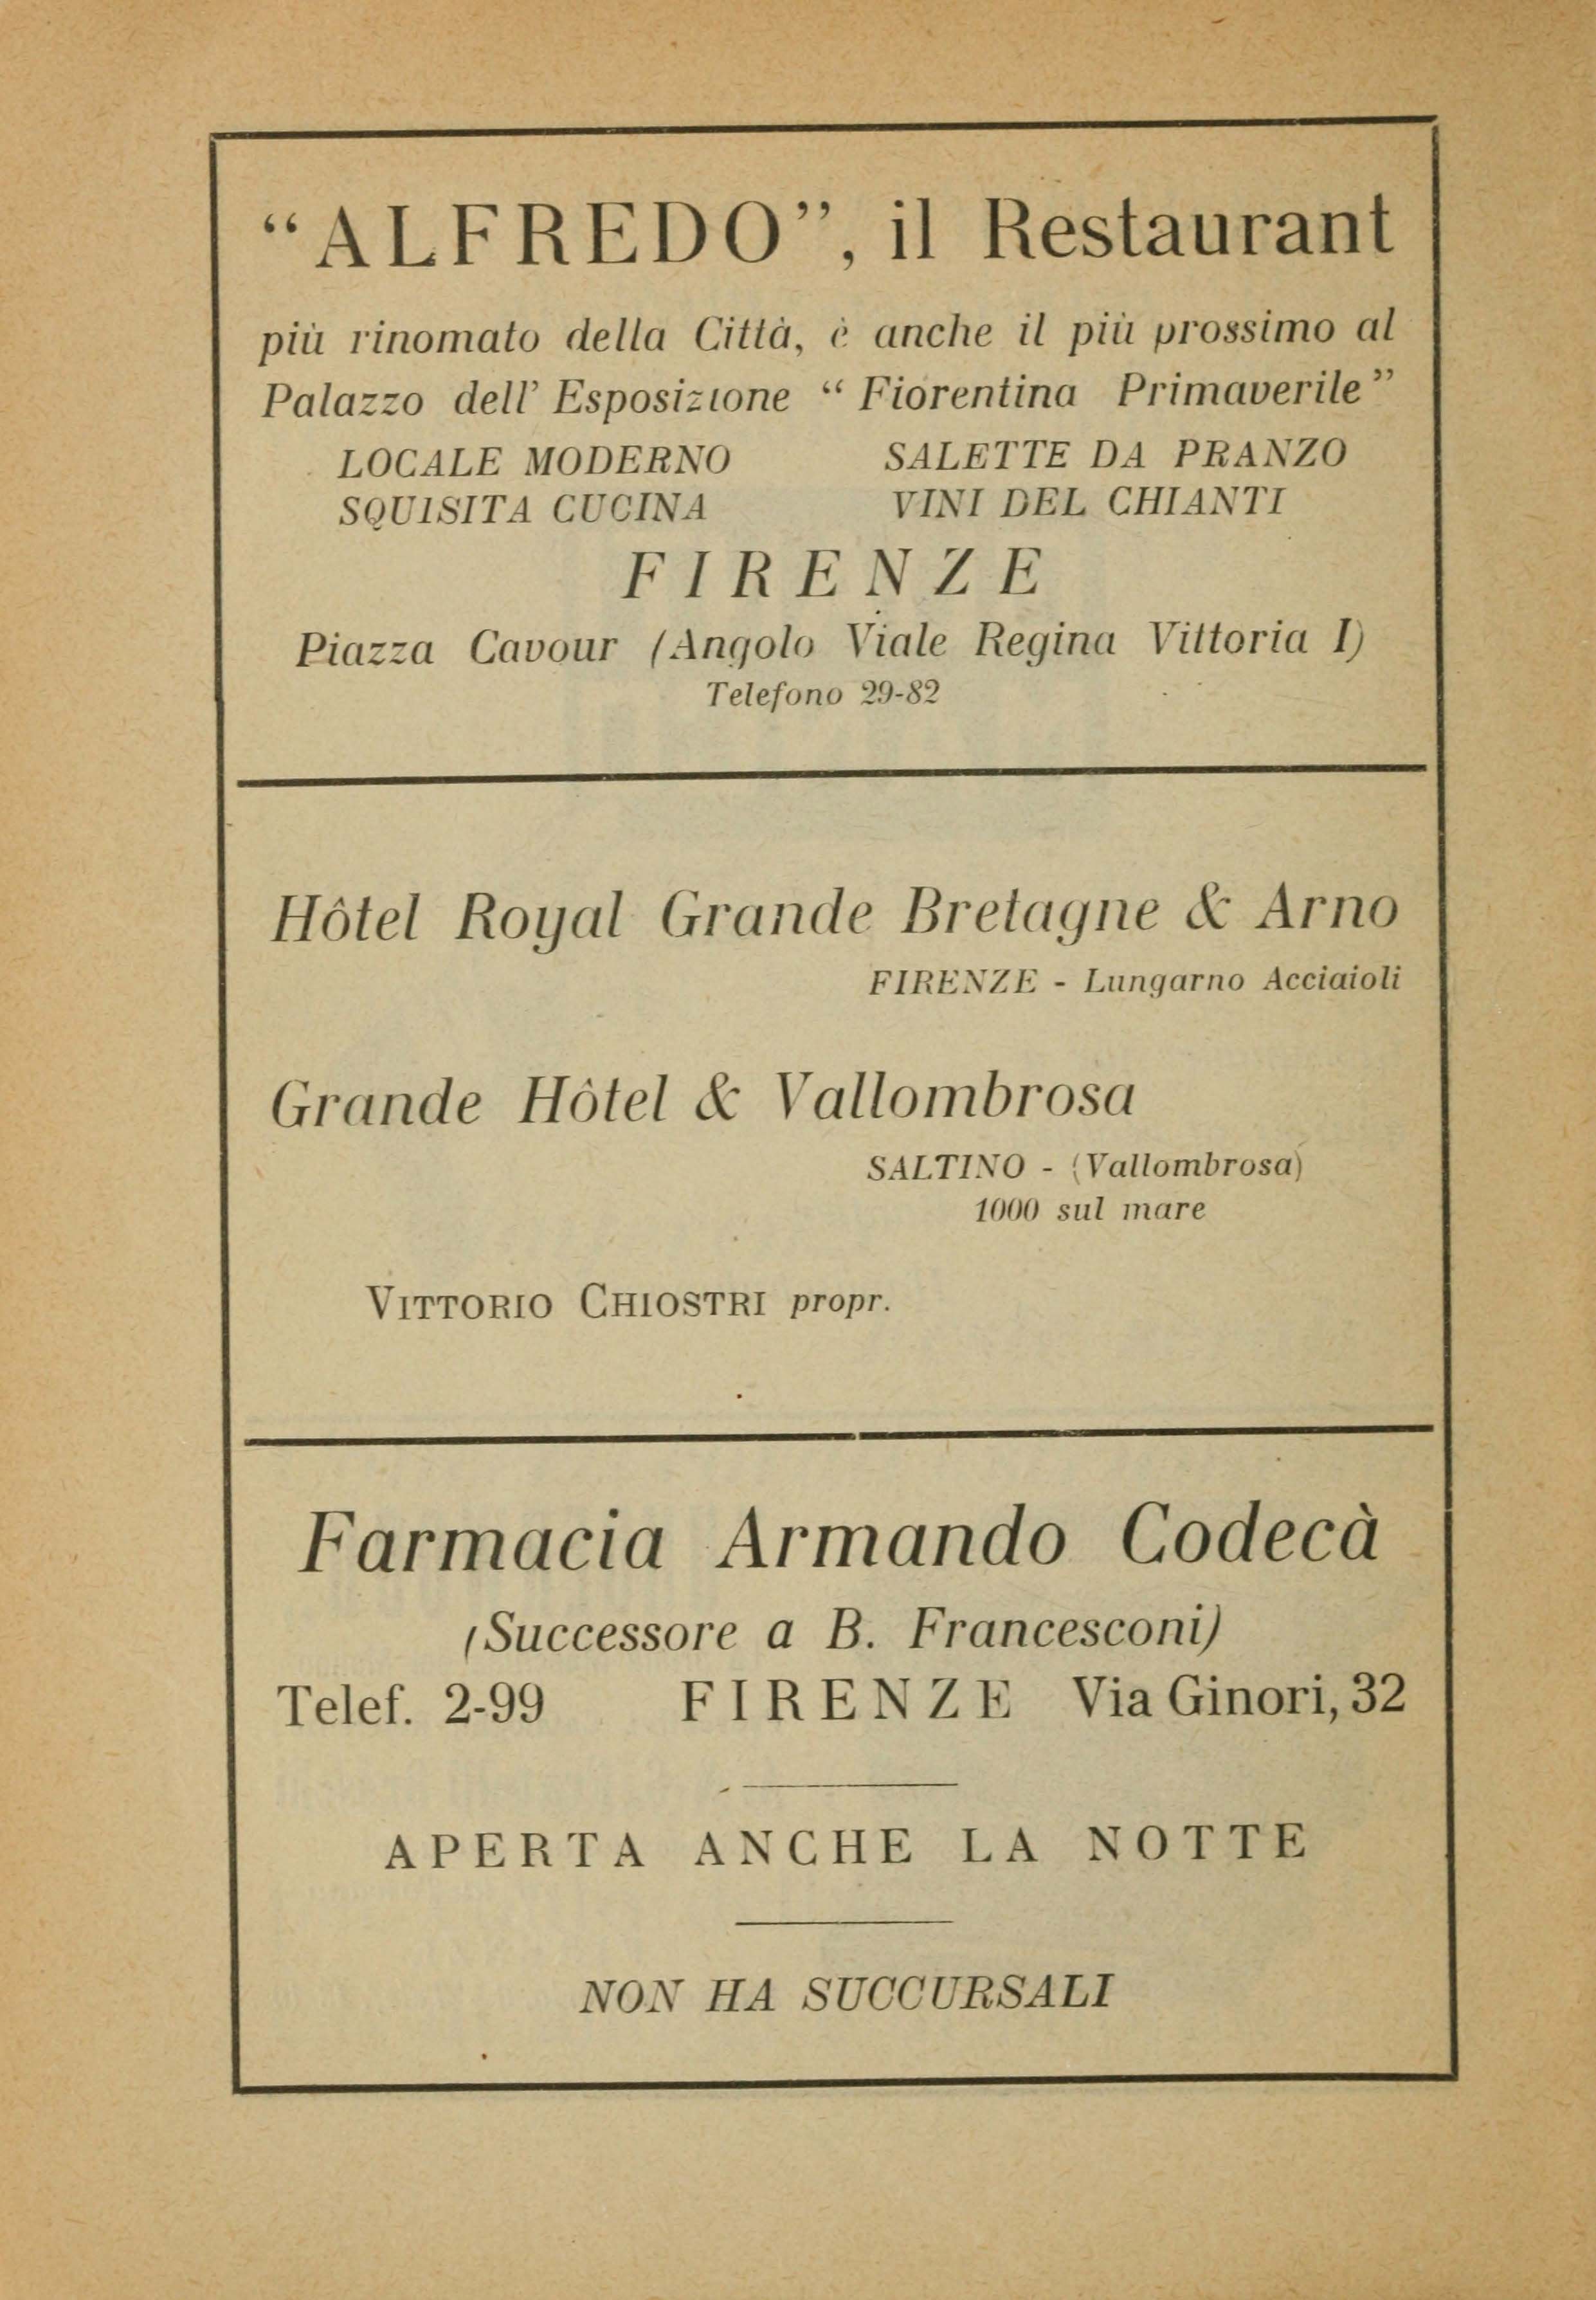 “ALFREDO”, il Restaurant
più rinomato della Città, è anche il più prossimo al
Palazzo dell’ Esposizione “ Fiorentina Primaverile”
LOCALE MODERNO SALETTE DA PRANZO
SQUISITA CUCINA VINI DEL CHIANTI
FIRENZE
Piazza Cavour (Angolo Viale Regina Vittoria I)
Telefono 29-82
Hôtel Royal Grande Bretagne & Arno
FIRENZE - Lungarno Acciaioli
Grande Hôtel & Vallombrosa
SALTINO - (Vallombrosa)
1000 sul mare
VITTORIO CHIOSTRI propr.
Farmacia Armando Codecà
(Successore a B. Francesconi)
Telef. 2-99 FIRENZE Via Ginori, 32
APERTA ANCHE LA NOTTE
NON HA SUCCURSALI